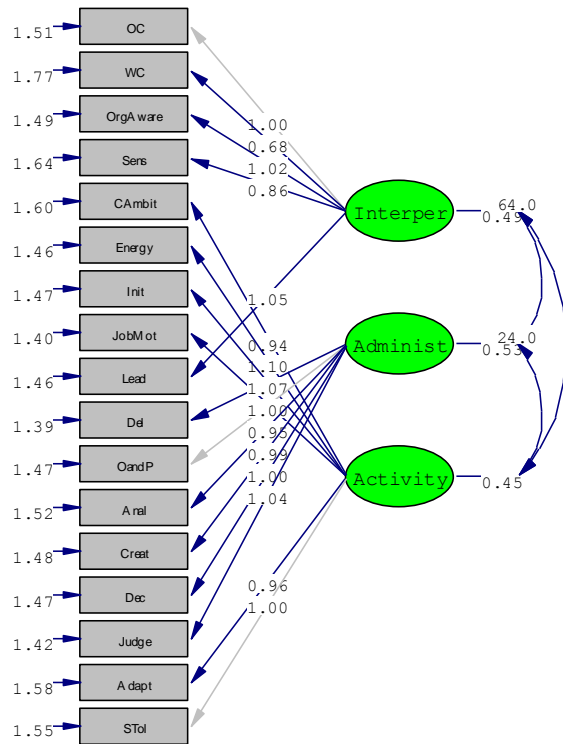 1.51 OC
1.77 WC
1.49 OrgAware
1.64 Sens
1.60 CAmbit
1.46 Energy
1.47 Init
1.40 JobMot
1.46 Lead
1.39 Del
1.47 OandP
1.52 Anal
1.48 Creat
1.47 Dec
1.42 Judge
1.58 Adapt
1.55 STol
1.00
0.68
1.02
0.86
1.05
0.94
1.10
1.07
1.00
0.95
0.99
1.00
1.04
0.96
1.00
Interper
Administ
Activity
64.0
0.49
24.0
0.53
0.45